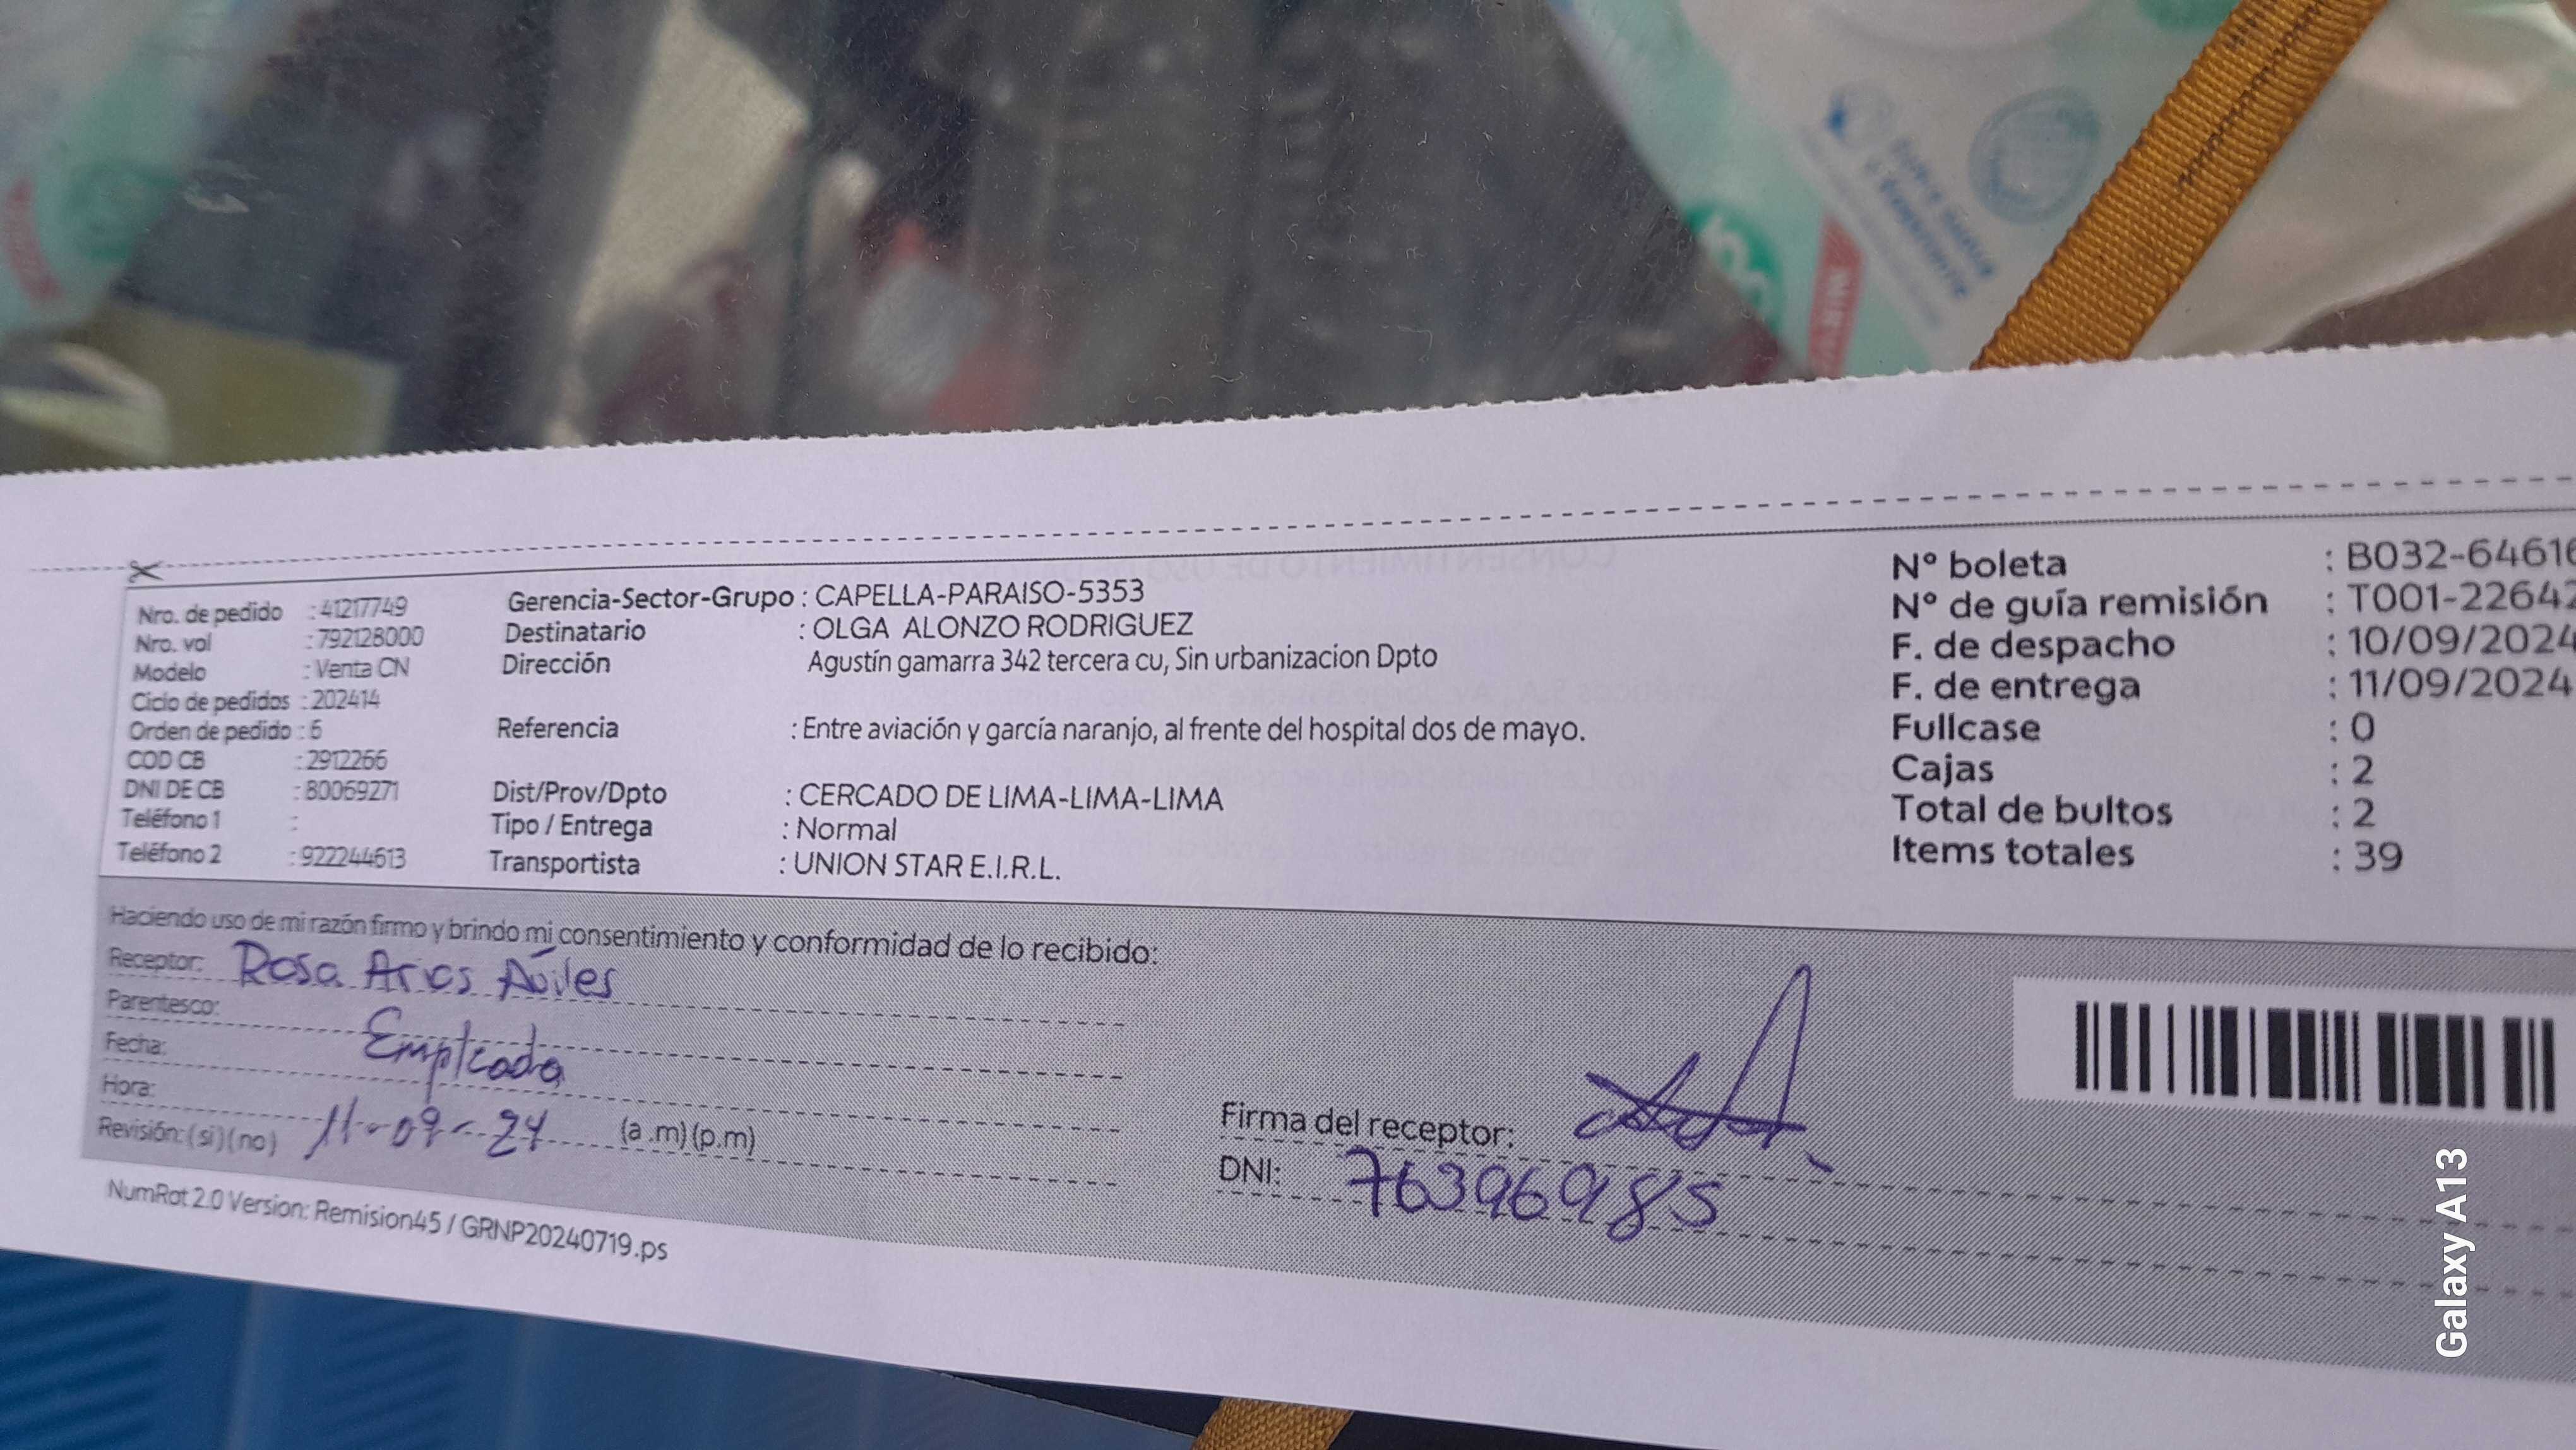 Nro. de pedido : 41217749
Nro. vol : 792128000
Modelo : Venta CN
Ciclo de pedidos : 202414
Orden de pedido : 6
COD CB : 2912266
DNI DE CB : 80069271
Teléfono 1 :
Teléfono 2 : 922244613
Gerencia-Sector-Grupo : CAPELLA-PARAISO-5353
Destinatario : OLGA ALONZO RODRIGUEZ
Dirección Agustín gamarra 342 tercera cu, Sin urbanizacion Dpto
Referencia : Entre aviación y garcía naranjo, al frente del hospital dos de mayo.
Dist/Prov/Dpto : CERCADO DE LIMA-LIMA-LIMA
Tipo / Entrega : Normal
Transportista : UNION STAR E.I.R.L.
N° boleta : B032-64616
N° de guía remisión : T001-22642
F. de despacho : 10/09/2024
F. de entrega : 11/09/2024
Fullcase : 0
Cajas : 2
Total de bultos : 2
Items totales : 39
Haciendo uso de mi razón firmo y brindo mi consentimiento y conformidad de lo recibido:
Receptor: Rosa Arias Aviles
Parentesco:
Empleada
Fecha:
Hora:
11-09-24 (a .m) (p.m)
Revisión: ( si ) ( no )
Firma del receptor:
DNI: 76396985
NumRot 2.0 Version: Remision45 / GRNP20240719.ps
Galaxy A13